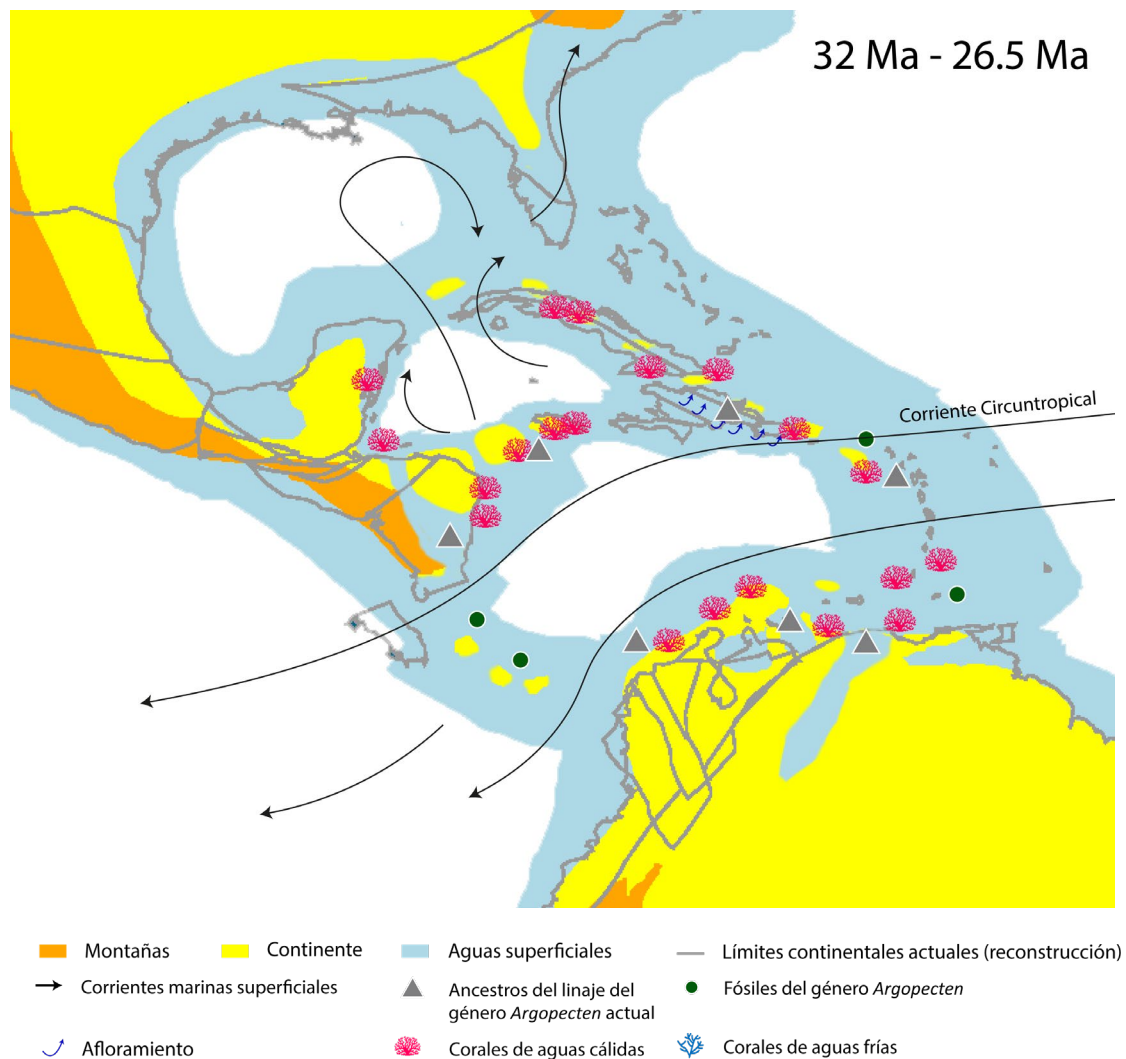 32 Ma - 26.5 Ma
Corriente Circuntropical
Montañas
Continente
Aguas superficiales
Límites continentales actuales (reconstrucción)
Corrientes marinas superficiales
Ancestros del linaje del
género Argopecten actual
Fósiles del género Argopecten
Afloramiento
Corales de aguas cálidas
Corales de aguas frías